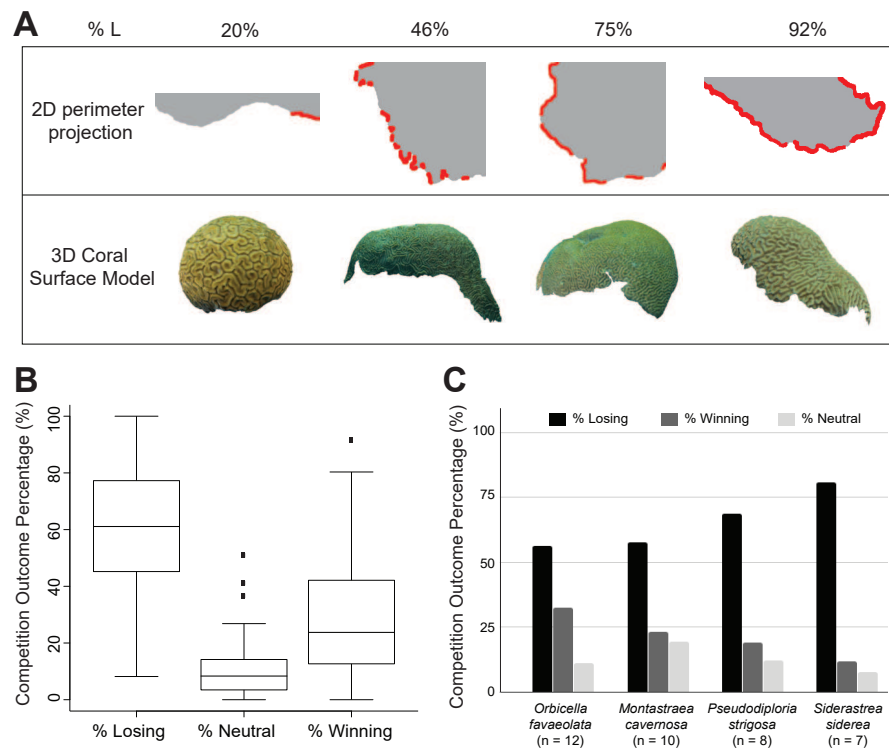 A
% L 20% 46% 75% 92%
2D perimeter
projection
3D Coral
Surface Model
B
Competition Outcome Percentage (%)
100
80
60
40
20
0
% Losing % Neutral % Winning
C
Competition Outcome Percentage (%)
% Losing % Winning % Neutral
100
75
50
25
0
Orbicella Montastraea Pseudodiploria Siderastrea
favaeolata cavernosa strigosa siderea
(n = 12) (n = 10) (n = 8) (n = 7)